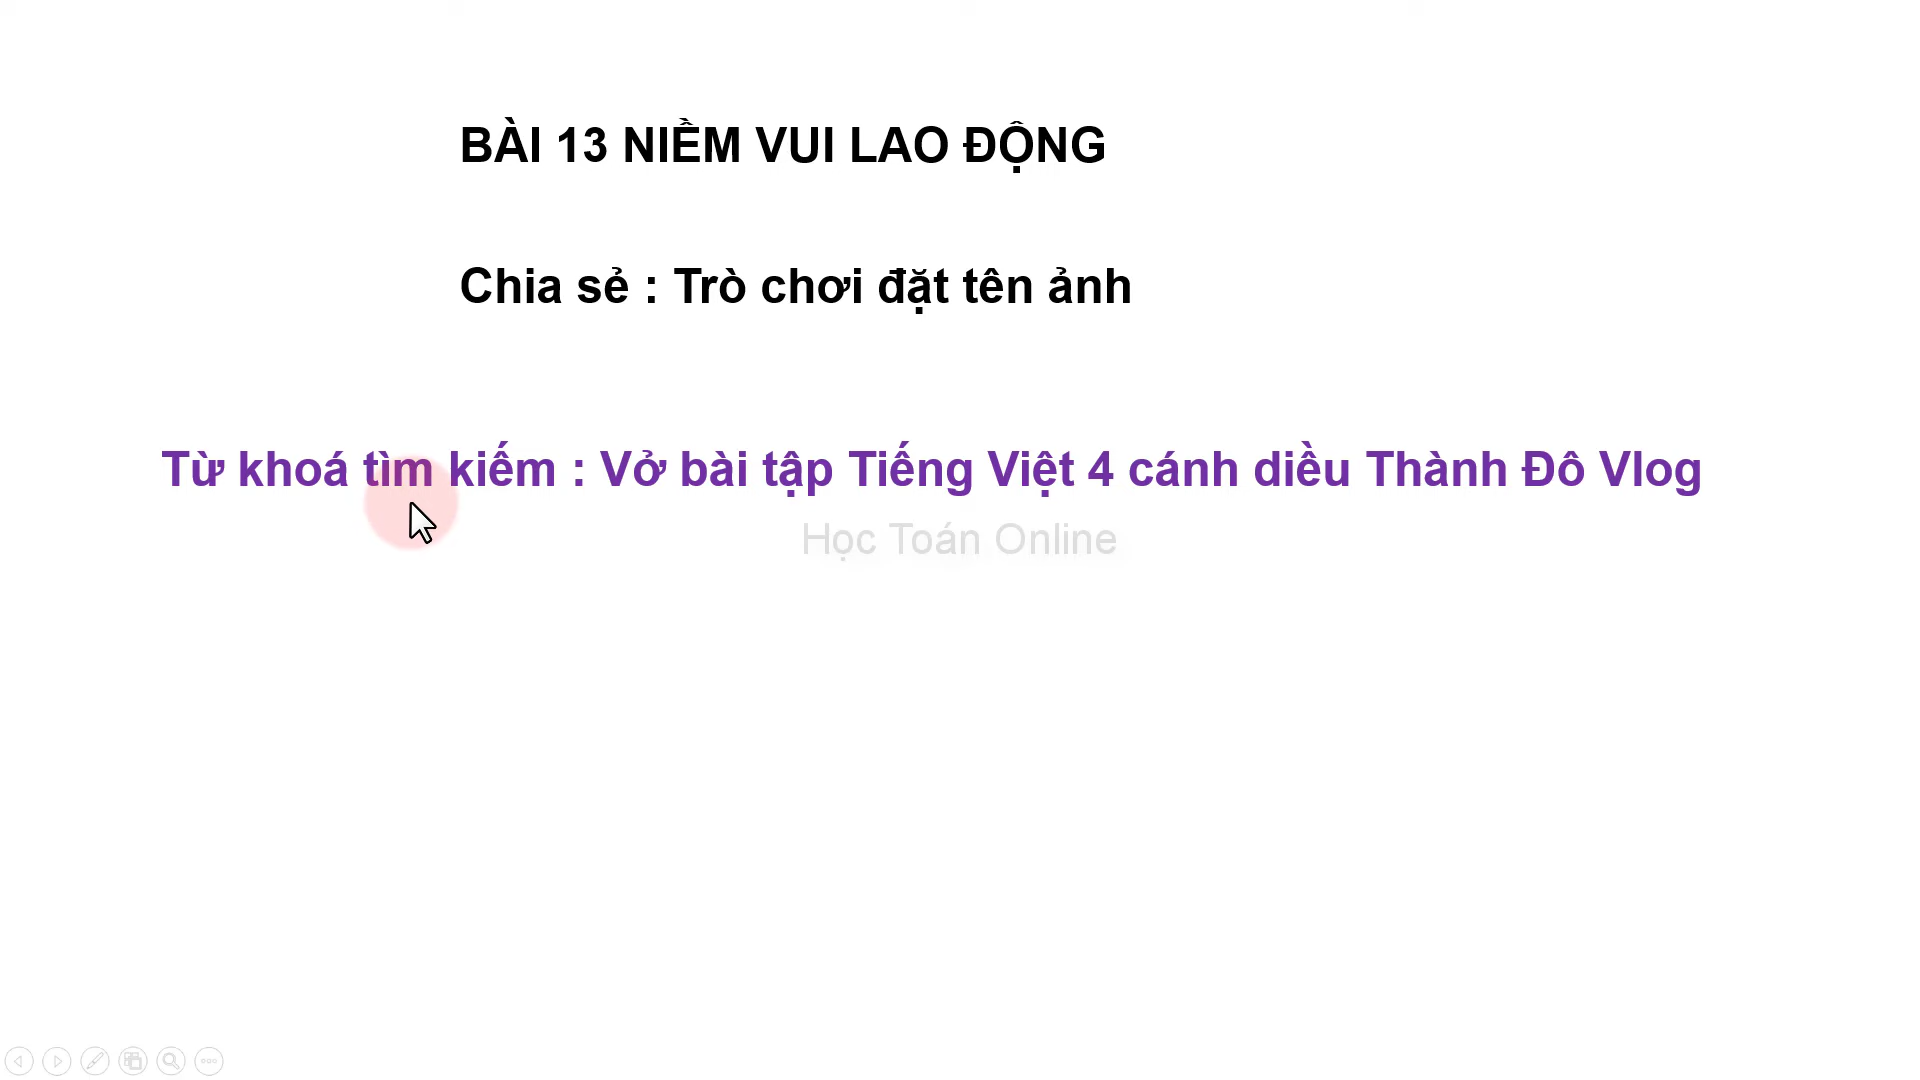 BÀI 13 NIỀM VUI LAO ĐỘNG
Chia sẻ : Trò chơi đặt tên ảnh
Từ khoá tìm kiếm : Vở bài tập Tiếng Việt 4 cánh diều Thành Đô Vlog
Học Toán Online